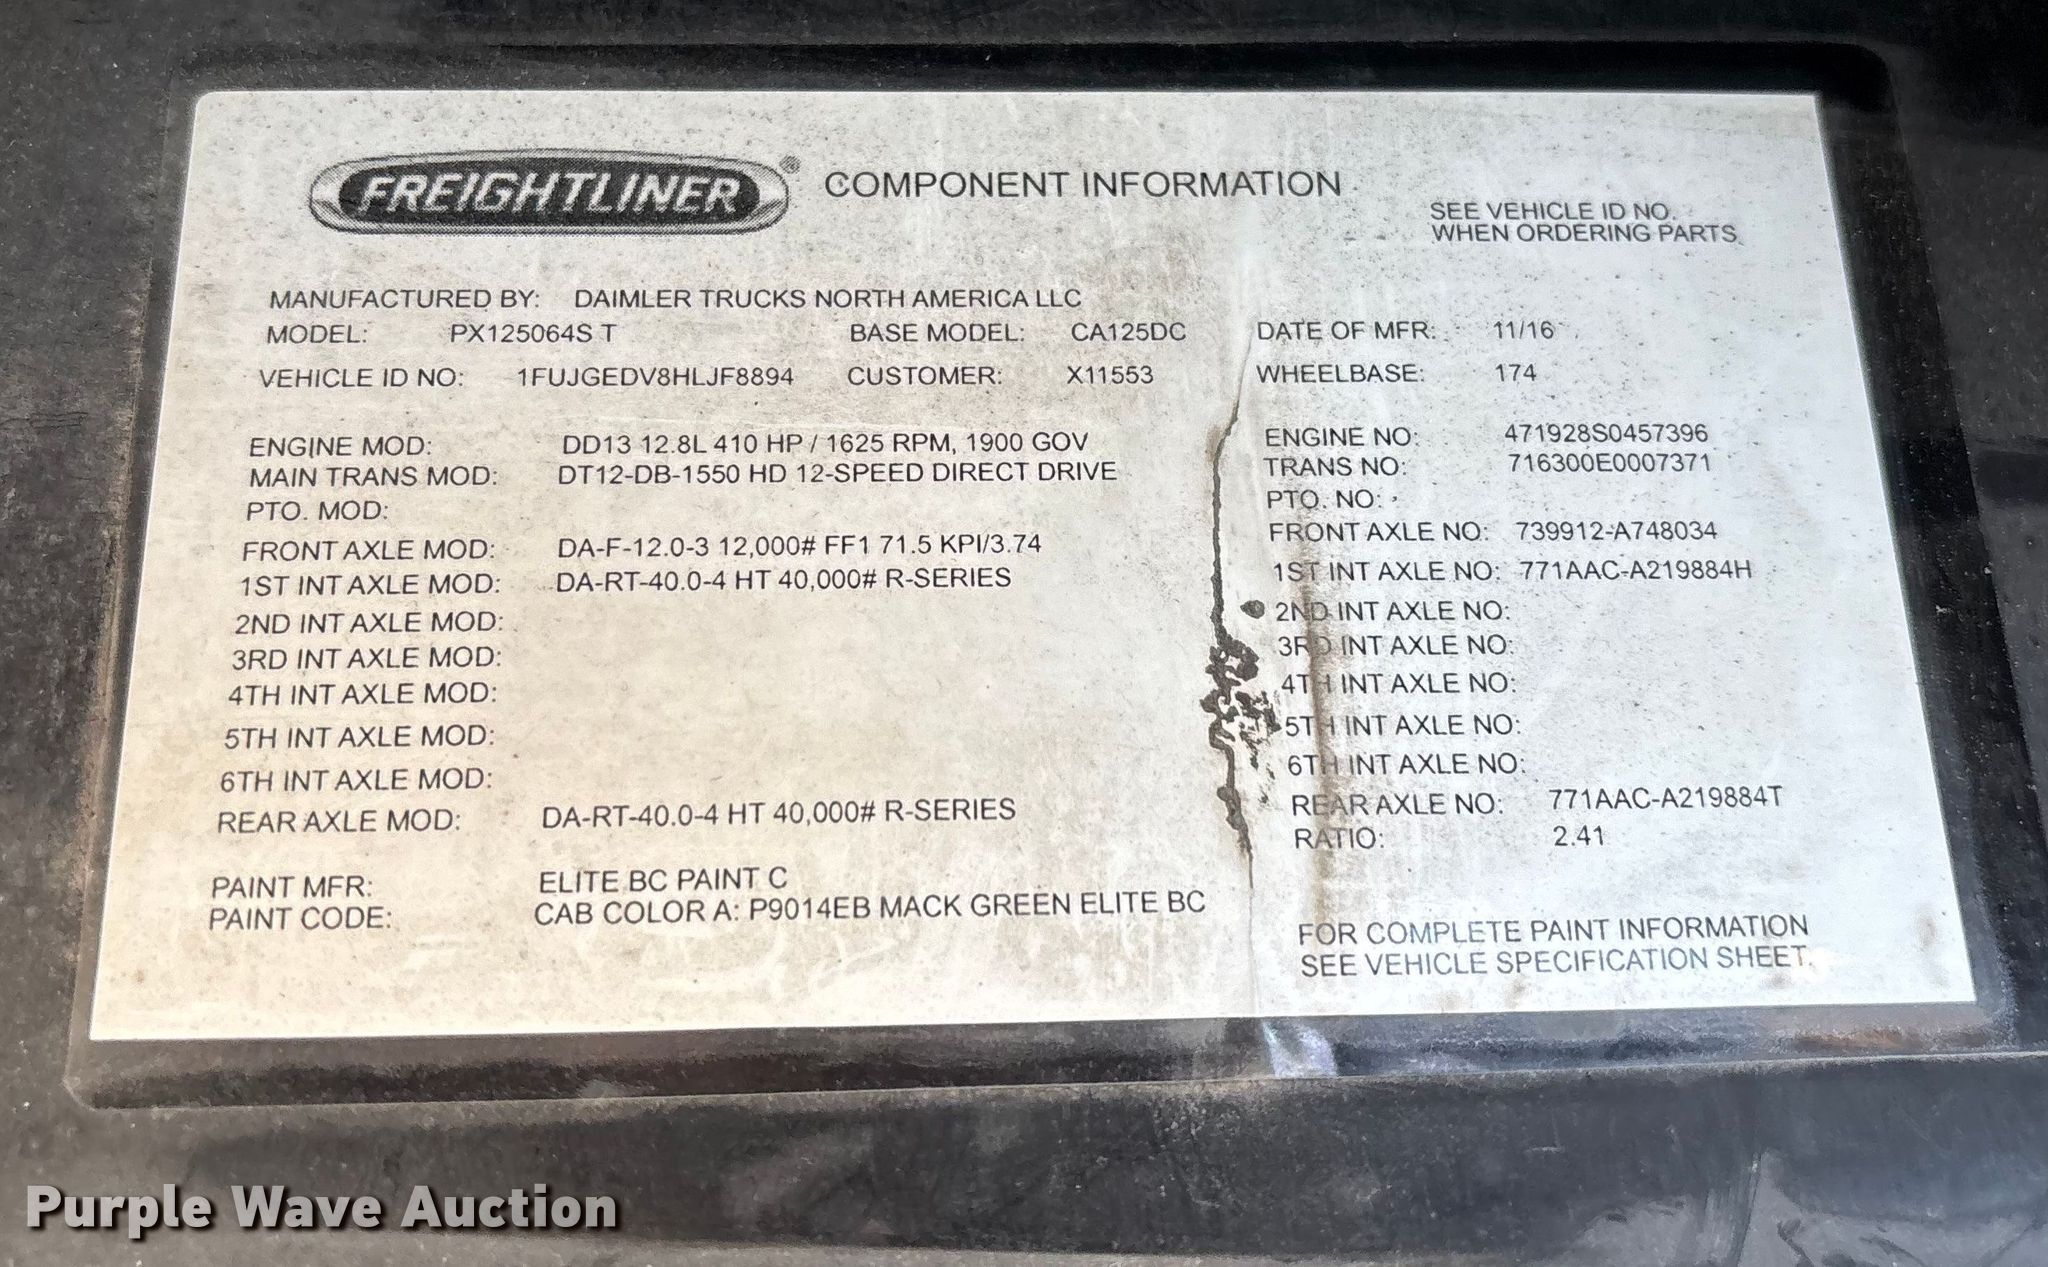 FREIGHTLINER® COMPONENT INFORMATION
SEE VEHICLE ID NO.
WHEN ORDERING PARTS
MANUFACTURED BY: DAIMLER TRUCKS NORTH AMERICA LLC
MODEL: PX125064S T BASE MODEL: CA125DC DATE OF MFR: 11/16
VEHICLE ID NO: 1FUJGEDV8HLJF8894 CUSTOMER: X11553 WHEELBASE: 174
ENGINE MOD: DD13 12.8L 410 HP / 1625 RPM, 1900 GOV ENGINE NO: 471928S0457396
MAIN TRANS MOD: DT12-DB-1550 HD 12-SPEED DIRECT DRIVE TRANS NO: 716300E0007371
PTO. MOD: PTO. NO:
FRONT AXLE MOD: DA-F-12.0-3 12,000# FF1 71.5 KPI/3.74 FRONT AXLE NO: 739912-A748034
1ST INT AXLE MOD: DA-RT-40.0-4 HT 40,000# R-SERIES 1ST INT AXLE NO: 771AAC-A219884H
2ND INT AXLE MOD: 2ND INT AXLE NO:
3RD INT AXLE MOD: 3RD INT AXLE NO:
4TH INT AXLE MOD: 4TH INT AXLE NO:
5TH INT AXLE MOD: 5TH INT AXLE NO:
6TH INT AXLE MOD: 6TH INT AXLE NO:
REAR AXLE MOD: DA-RT-40.0-4 HT 40,000# R-SERIES REAR AXLE NO: 771AAC-A219884T
RATIO: 2.41
PAINT MFR: ELITE BC PAINT C
PAINT CODE: CAB COLOR A: P9014EB MACK GREEN ELITE BC
FOR COMPLETE PAINT INFORMATION
SEE VEHICLE SPECIFICATION SHEET.
Purple Wave Auction